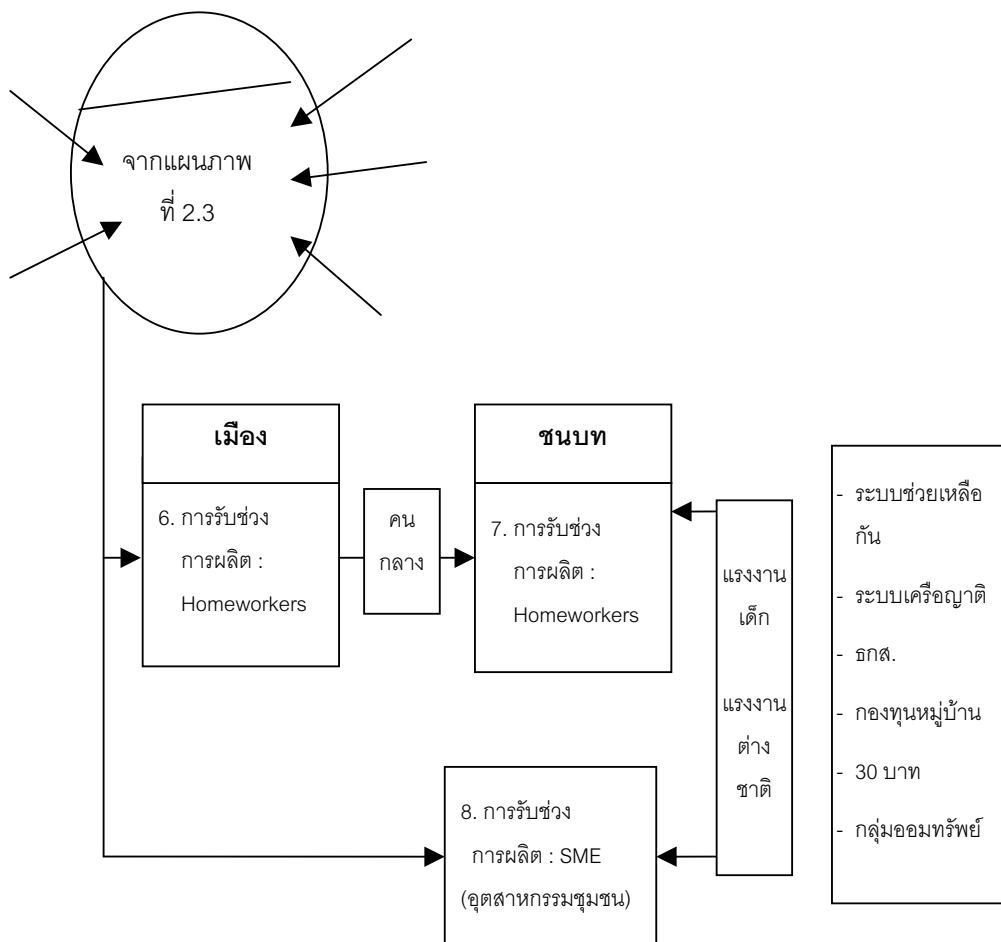 จากแผนภาพ
ที่ 2.3
เมือง
6. การรับช่วง
การผลิต :
Homeworkers
คน
กลาง
ชนบท
7. การรับช่วง
การผลิต :
Homeworkers
แรงงาน
เด็ก
แรงงาน
ต่าง
ชาติ
- ระบบช่วยเหลือ
กัน
- ระบบเครือญาติ
- ธกส.
- กองทุนหมู่บ้าน
- 30 บาท
- กลุ่มออมทรัพย์
8. การรับช่วง
การผลิต : SME
(อุตสาหกรรมชุมชน)